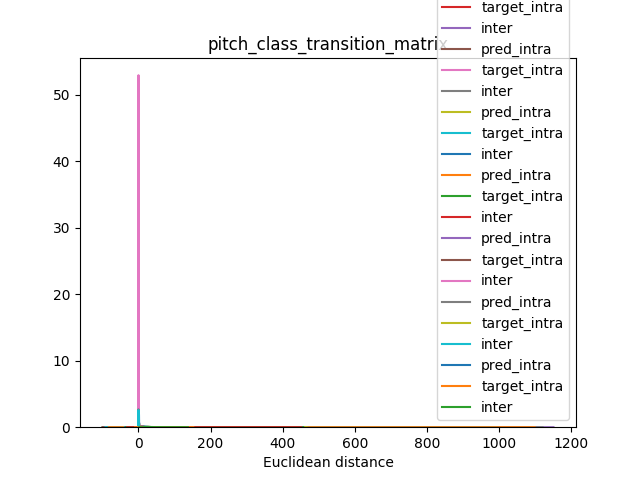 target_intra
inter
pitch_class_transition_matrix
pred_intra
target_intra
inter
pred_intra
target_intra
inter
pred_intra
target_intra
inter
pred_intra
target_intra
inter
pred_intra
target_intra
inter
pred_intra
target_intra
inter
50
40
30
20
10
0
0 200 400 600 800 1000 1200
Euclidean distance